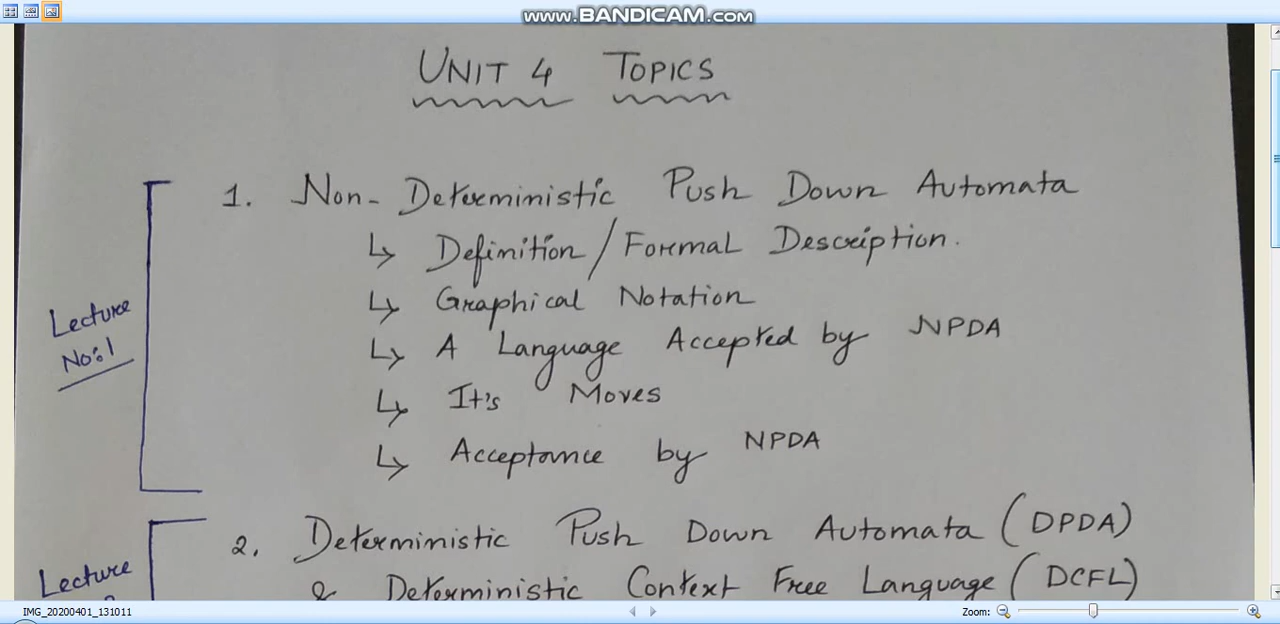 www.BANDICAM.com
UNIT 4 TOPICS
1. Non-Deterministic Push Down Automata
↳ Definition / Formal Description.
↳ Graphical Notation
↳ A Language Accepted by NPDA
↳ It's Moves
↳ Acceptance by NPDA
Lecture
No:1
2. Deterministic Push Down Automata (DPDA)
& Deterministic Context Free Language (DCFL)
Lecture
IMG_20200401_131011
Zoom: